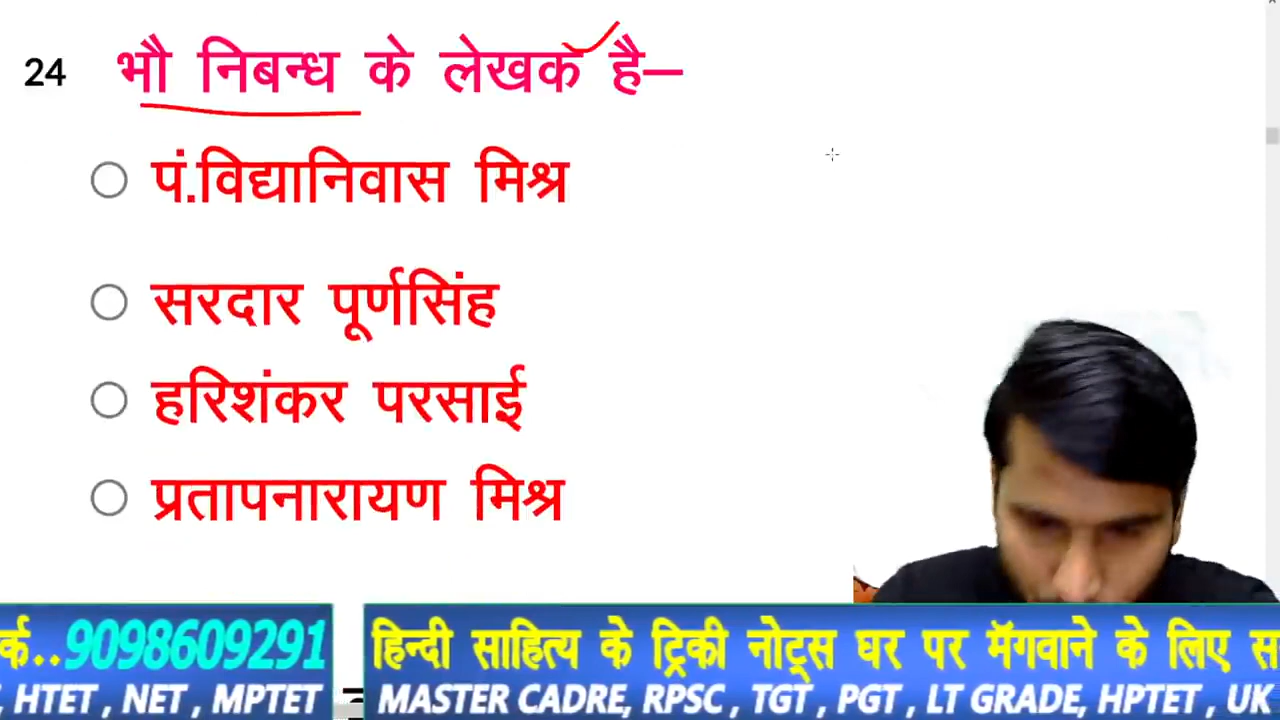 24 भौ निबन्ध के लेखक है–
पं.विद्यानिवास मिश्र
सरदार पूर्णसिंह
हरिशंकर परसाई
प्रतापनारायण मिश्र
र्क..9098609291 हिन्दी साहित्य के ट्रिकी नोट्स घर पर मॅगवाने के लिए स
, HTET , NET , MPTET MASTER CADRE, RPSC , TGT , PGT , LT GRADE, HPTET , UK